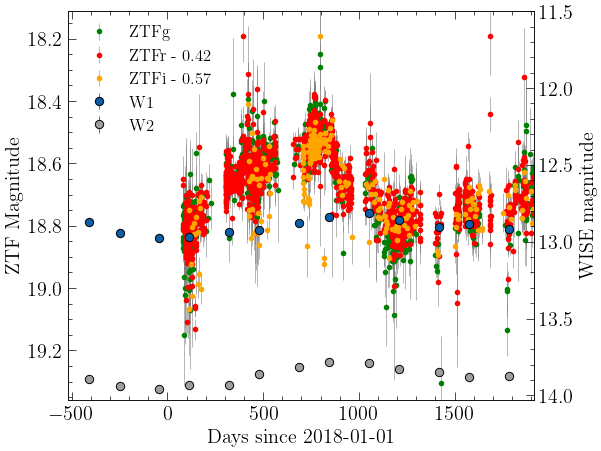 ZTFg
ZTFr - 0.42
ZTFi - 0.57
W1
W2
18.2
18.4
18.6
18.8
19.0
19.2
11.5
12.0
12.5
13.0
13.5
14.0
−500
0
500
1000
1500
ZTF Magnitude
WISE magnitude
Days since 2018-01-01